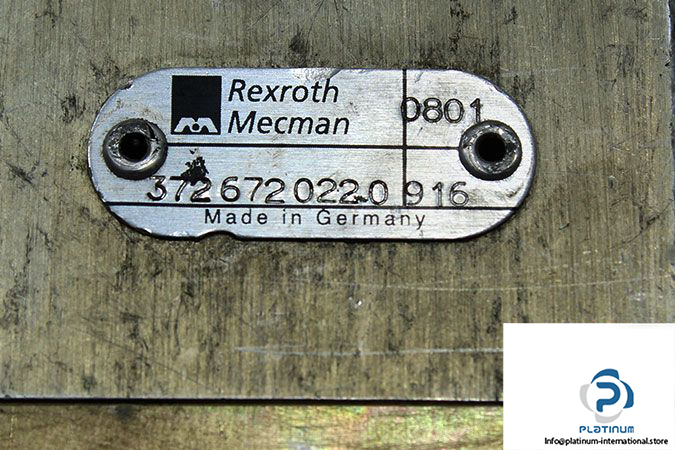 Rexroth
Mecman
0801
372 672 022 0 916
Made in Germany
PLATINUM
Info@platinum-international.store